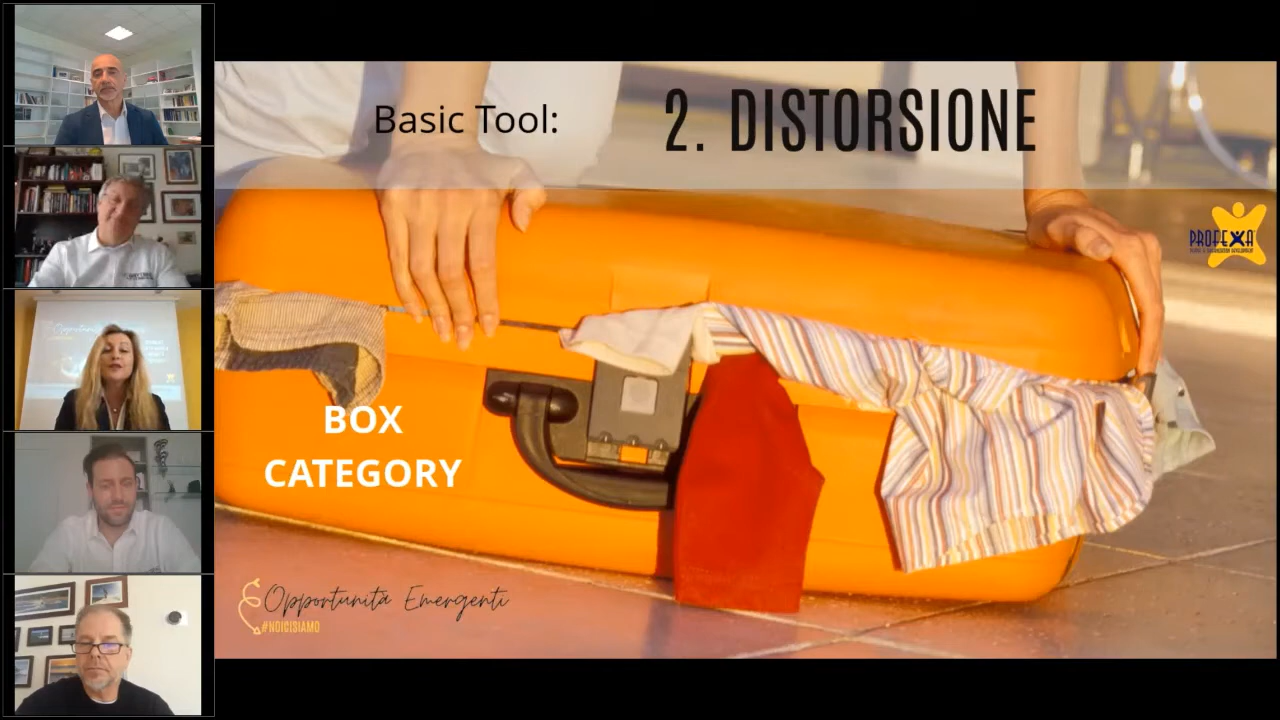 Basic Tool:
2. DISTORSIONE
PROFEXA
BOX
CATEGORY
Opportunità Emergenti
#NOICISIAMO